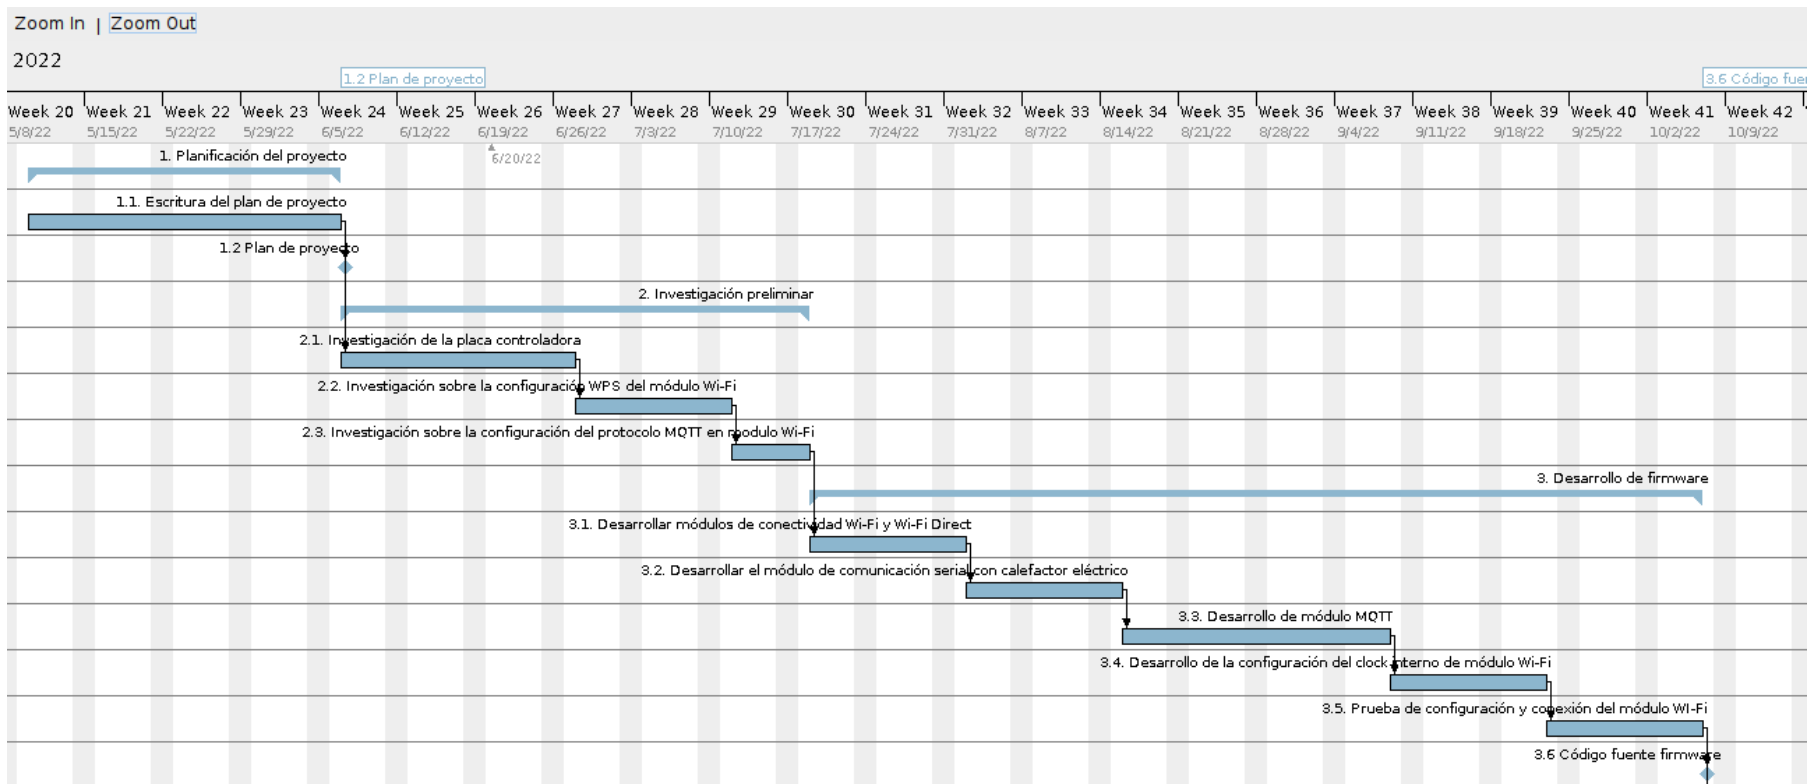 Zoom In | Zoom Out
2022
1.2 Plan de proyecto 3.6 Código fuen
Week 20 Week 21 Week 22 Week 23 Week 24 Week 25 Week 26 Week 27 Week 28 Week 29 Week 30 Week 31 Week 32 Week 33 Week 34 Week 35 Week 36 Week 37 Week 38 Week 39 Week 40 Week 41 Week 42
5/8/22 5/15/22 5/22/22 5/29/22 6/5/22 6/12/22 6/19/22 6/26/22 7/3/22 7/10/22 7/17/22 7/24/22 7/31/22 8/7/22 8/14/22 8/21/22 8/28/22 9/4/22 9/11/22 9/18/22 9/25/22 10/2/22 10/9/22
6/20/22
1. Planificación del proyecto
1.1. Escritura del plan de proyecto
1.2 Plan de proyecto
2. Investigación preliminar
2.1. Investigación de la placa controladora
2.2. Investigación sobre la configuración WPS del módulo Wi-Fi
2.3. Investigación sobre la configuración del protocolo MQTT en modulo Wi-Fi
3. Desarrollo de firmware
3.1. Desarrollar módulos de conectividad Wi-Fi y Wi-Fi Direct
3.2. Desarrollar el módulo de comunicación serial con calefactor eléctrico
3.3. Desarrollo de módulo MQTT
3.4. Desarrollo de la configuración del clock interno de módulo Wi-Fi
3.5. Prueba de configuración y conexión del módulo WI-Fi
3.6 Código fuente firmware